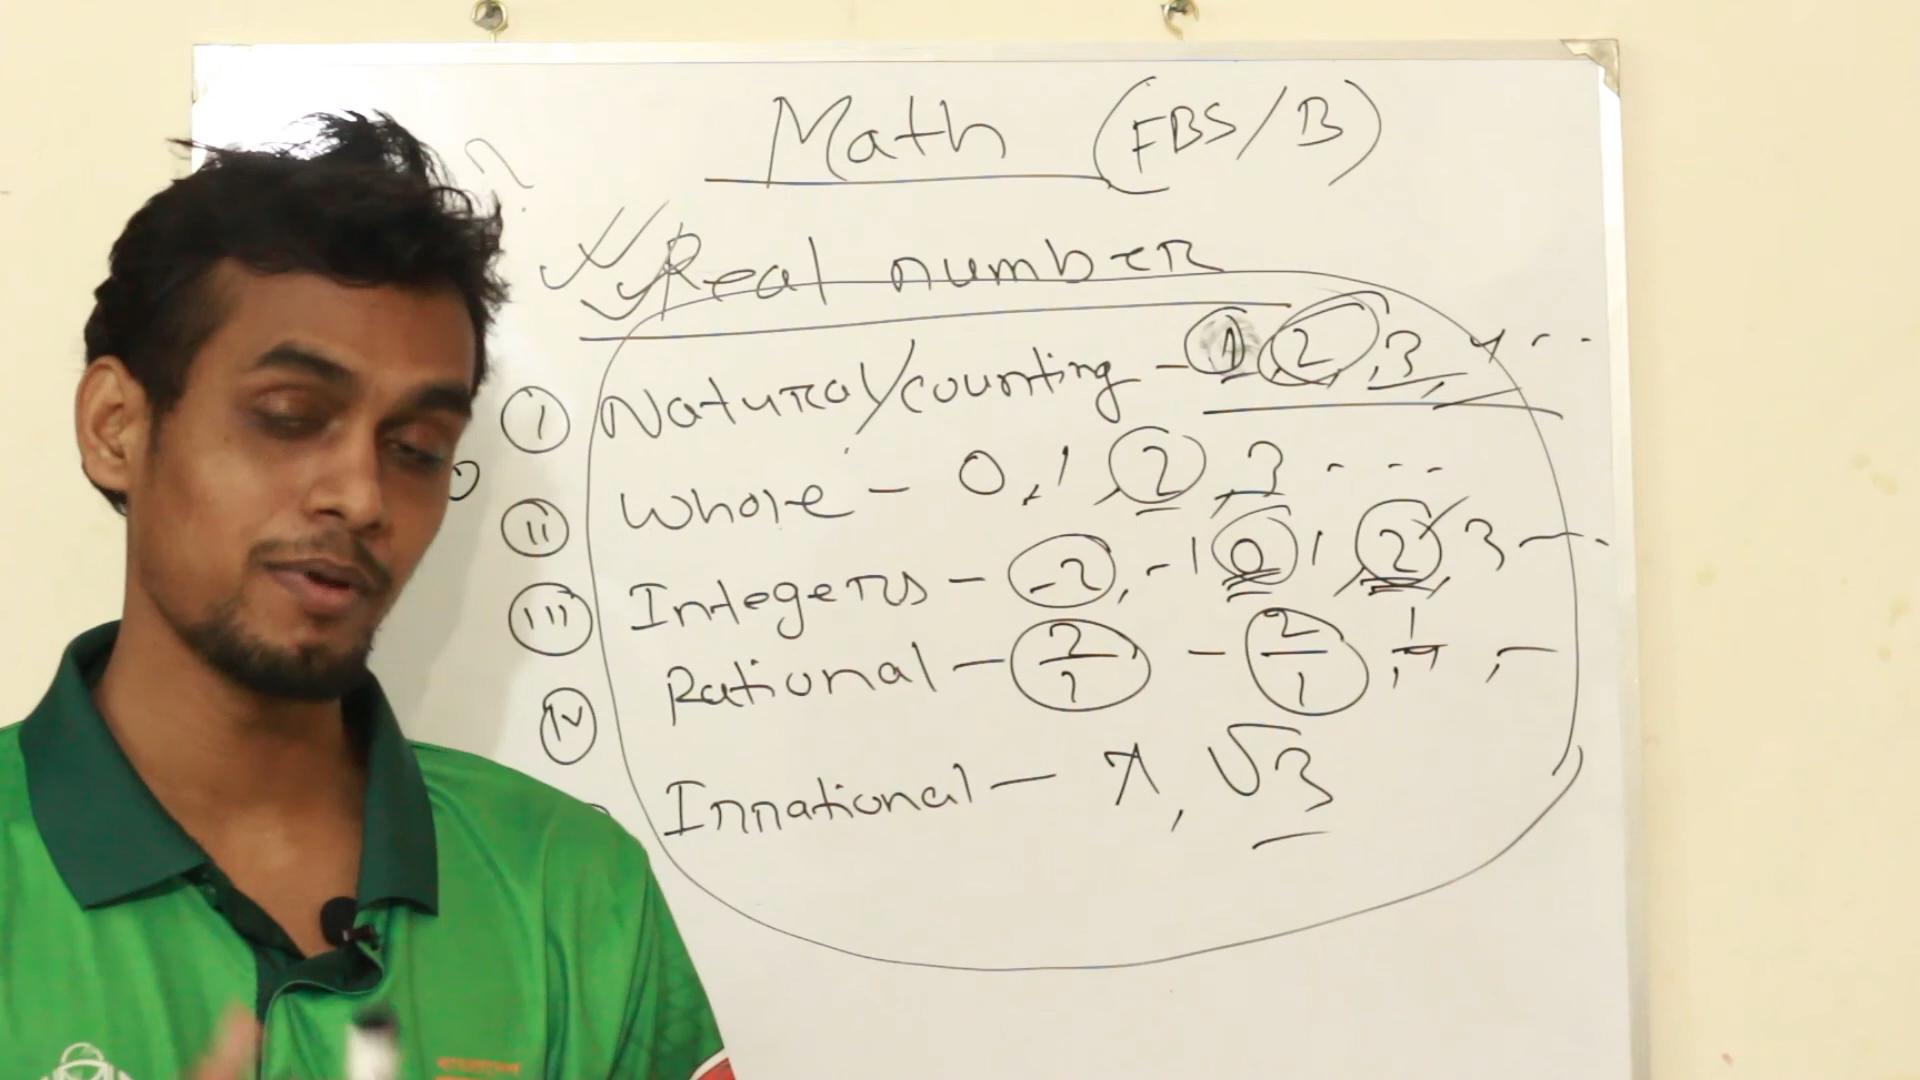 Math (FBS/B)
Real number
(i) Natural/counting - 1, 2, 3, 4 ...
(ii) Whole - 0, 1, 2, 3 ....
(iii) Integers - -2, -1 0 1, 2, 3 ...
(iv) Rational - 2/1 - 2/1, 1/4, -
Irrational - π, √3